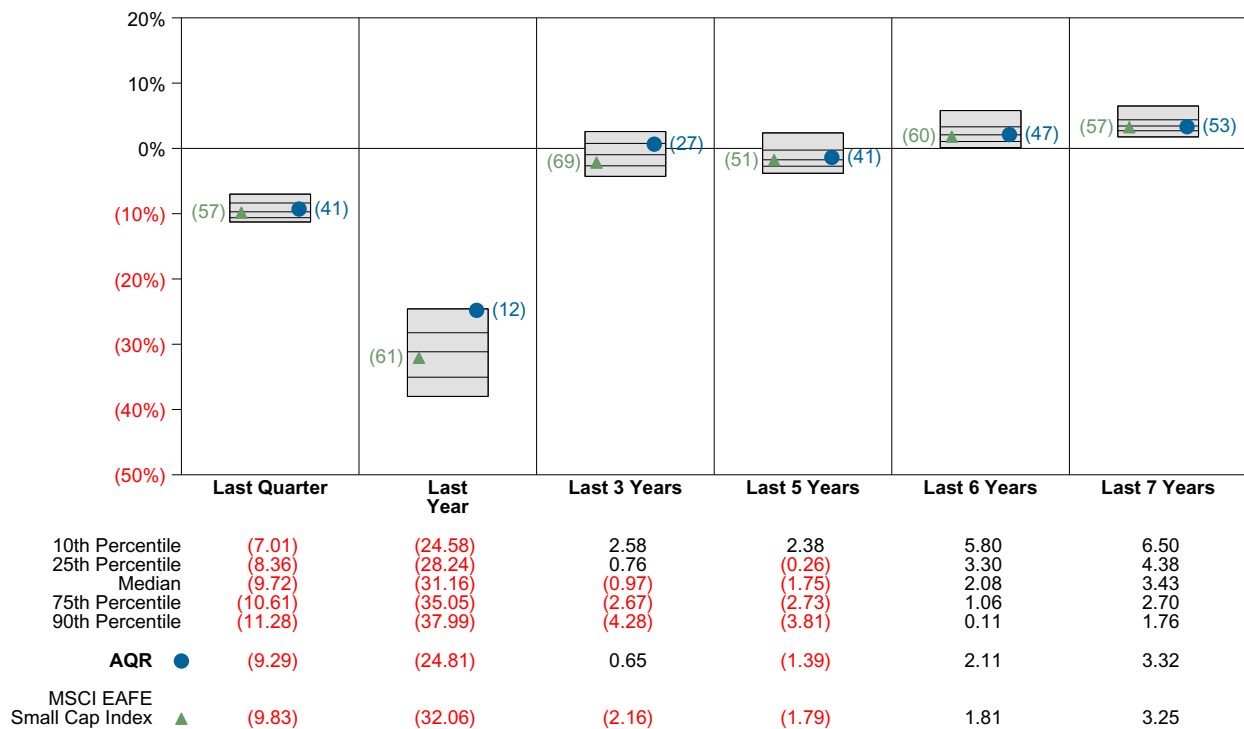 20%
10%
0%
(10%)
(20%)
(30%)
(40%)
(50%)
(57) (41)
(61) (12)
(69) (27)
(51) (41)
(60) (47)
(57) (53)
Last Quarter Last Year Last 3 Years Last 5 Years Last 6 Years Last 7 Years
10th Percentile (7.01) (24.58) 2.58 2.38 5.80 6.50
25th Percentile (8.36) (28.24) 0.76 (0.26) 3.30 4.38
Median (9.72) (31.16) (0.97) (1.75) 2.08 3.43
75th Percentile (10.61) (35.05) (2.67) (2.73) 1.06 2.70
90th Percentile (11.28) (37.99) (4.28) (3.81) 0.11 1.76
AQR (9.29) (24.81) 0.65 (1.39) 2.11 3.32
MSCI EAFE
Small Cap Index (9.83) (32.06) (2.16) (1.79) 1.81 3.25